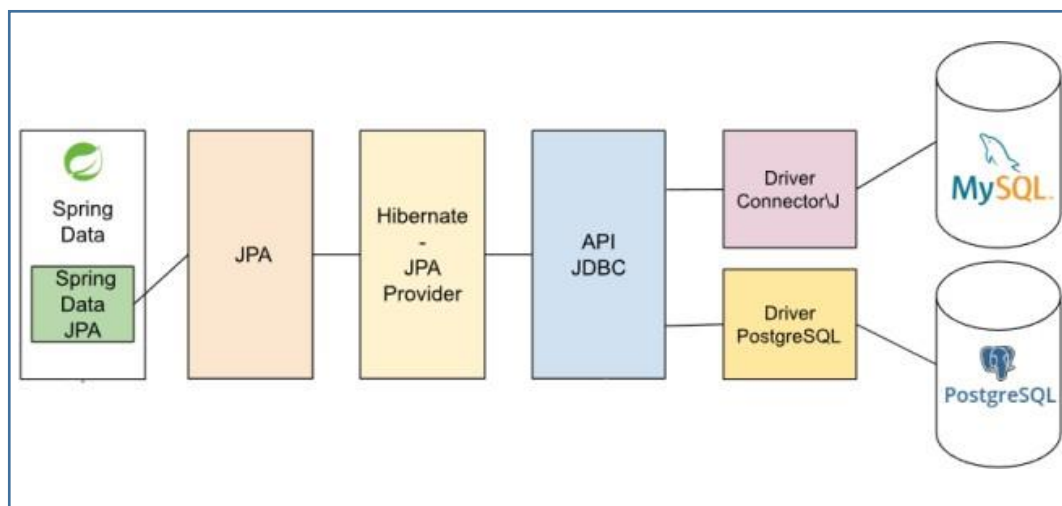 Spring
Data
Spring
Data
JPA
JPA
Hibernate
-
JPA
Provider
API
JDBC
Driver
Connector\J
Driver
PostgreSQL
MySQL.
PostgreSQL